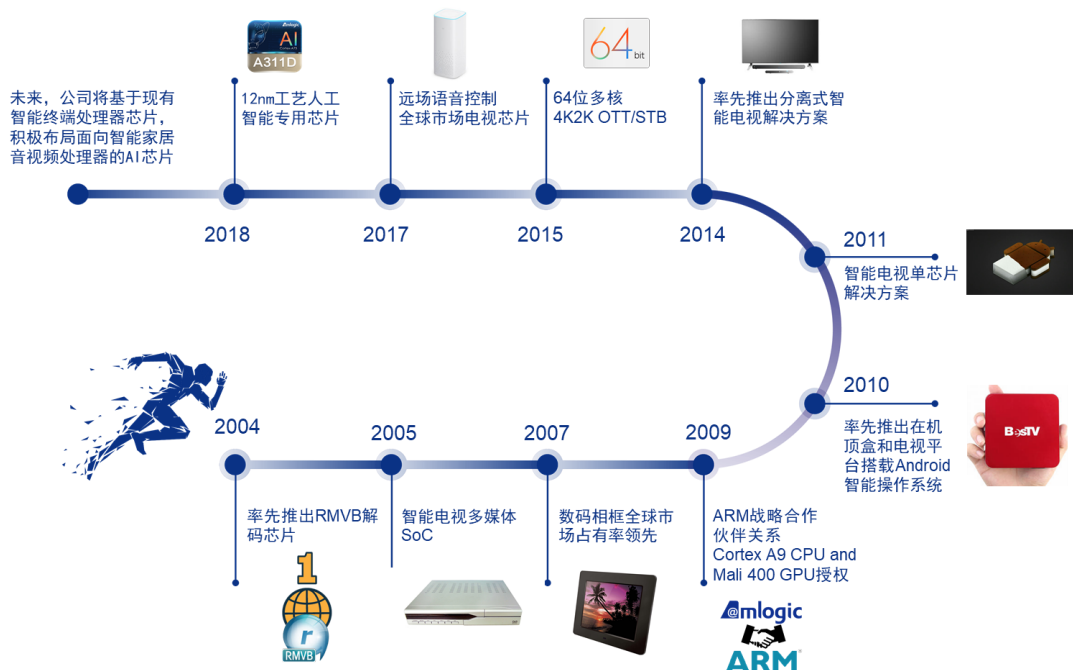 Amlogic
AI
A311D
64 bit
未来，公司将基于现有
智能终端处理器芯片，
积极布局面向智能家居
音视频处理器的AI芯片
12nm工艺人工
智能专用芯片
远场语音控制
全球市场电视芯片
64位多核
4K2K OTT/STB
率先推出分离式智
能电视解决方案
2018
2017
2015
2014
2011
智能电视单芯片
解决方案
2010
率先推出在机
顶盒和电视平
台搭载Android
智能操作系统
BesTV
2004
2005
2007
2009
率先推出RMVB解
码芯片
智能电视多媒体
SoC
数码相框全球市
场占有率领先
ARM战略合作
伙伴关系
Cortex A9 CPU and
Mali 400 GPU授权
1
r
RMVB
@mlogic
ARM